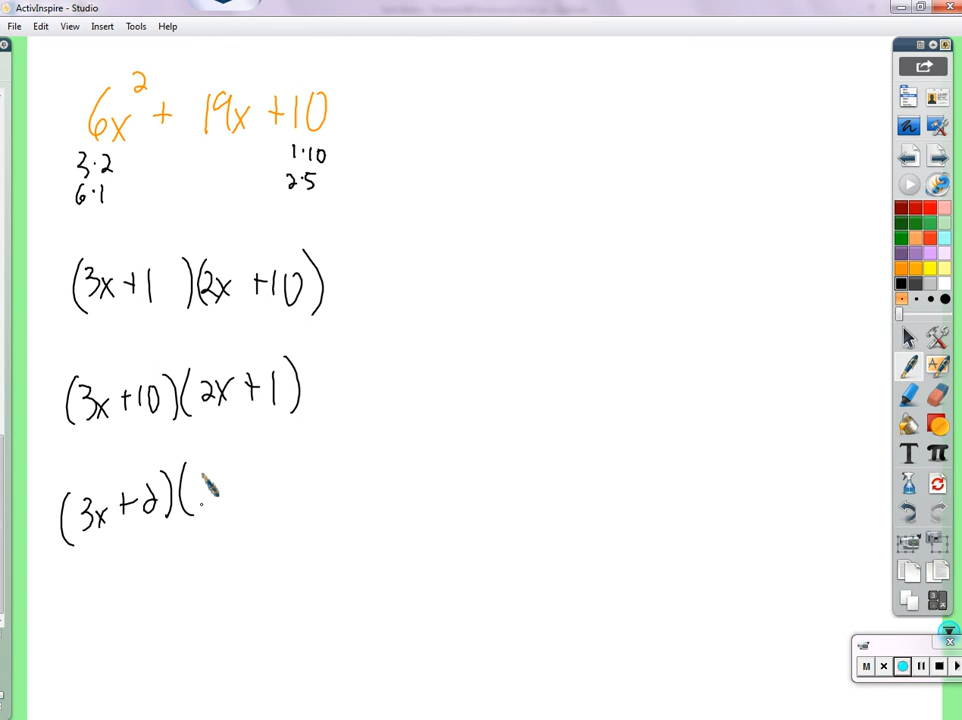 ActivInspire - Studio
File Edit View Insert Tools Help
6x² + 19x + 10
3·2 1·10
6·1 2·5
(3x+1 )(2x +10)
(3x+10)(2x+1)
(3x+2)(
T π
M